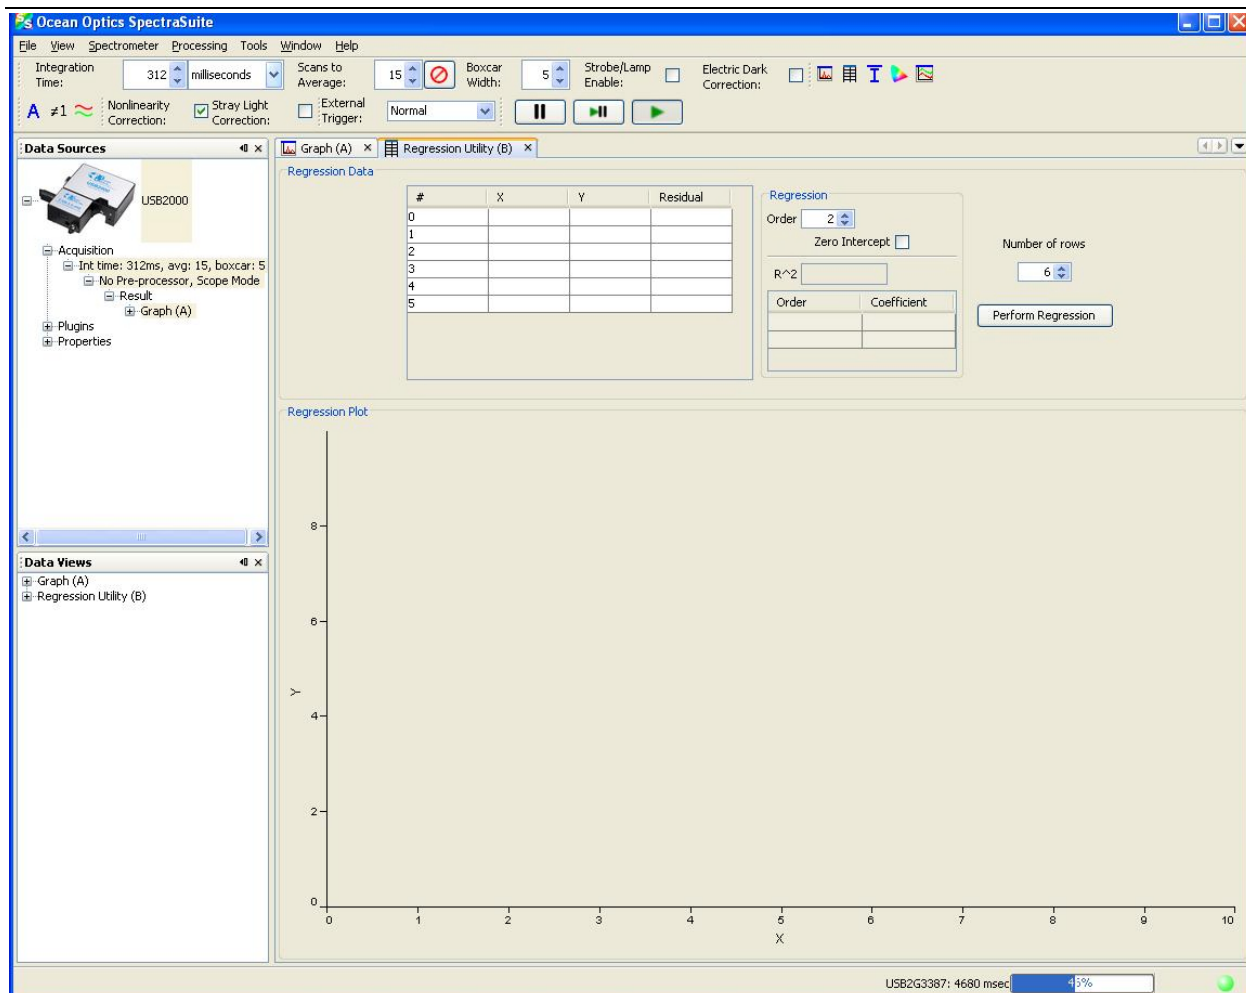 Ocean Optics SpectraSuite
File View Spectrometer Processing Tools Window Help
Integration Time: 312 milliseconds Scans to Average: 15 Boxcar Width: 5 Strobe/Lamp Enable: Electric Dark Correction:
A ≠1 Nonlinearity Correction: Stray Light Correction: External Trigger: Normal
Data Sources
USB2000
Acquisition
Int time: 312ms, avg: 15, boxcar: 5
No Pre-processor, Scope Mode
Result
Graph (A)
Plugins
Properties
Data Views
Graph (A)
Regression Utility (B)
Graph (A) Regression Utility (B)
Regression Data
# X Y Residual
0
1
2
3
4
5
Regression
Order 2
Zero Intercept
R^2
Order Coefficient
Number of rows
6
Perform Regression
Regression Plot
8
6
Y
4
2
0
0 1 2 3 4 5 6 7 8 9 10
X
USB2G3387: 4680 msec 45%